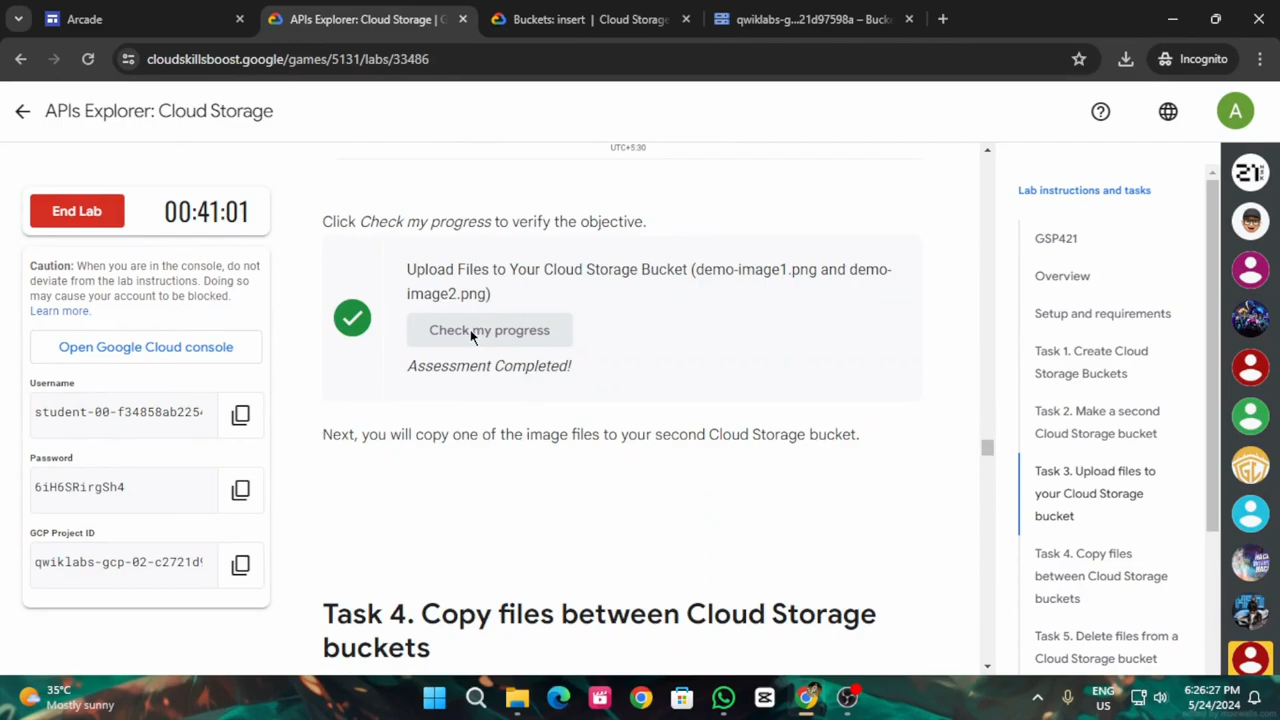 Arcade
APIs Explorer: Cloud Storage | G
Buckets: insert | Cloud Storage
qwiklabs-g...21d97598a – Buck
cloudskillsboost.google/games/5131/labs/33486
Incognito
APIs Explorer: Cloud Storage
A
End Lab
00:41:01
Caution: When you are in the console, do not
deviate from the lab instructions. Doing so
may cause your account to be blocked.
Learn more.
Open Google Cloud console
Username
student-00-f34858ab2254
Password
6iH6SRirgSh4
GCP Project ID
qwiklabs-gcp-02-c2721d9
UTC+5:30
Click Check my progress to verify the objective.
Upload Files to Your Cloud Storage Bucket (demo-image1.png and demo-
image2.png)
Check my progress
Assessment Completed!
Next, you will copy one of the image files to your second Cloud Storage bucket.
Task 4. Copy files between Cloud Storage
buckets
Lab instructions and tasks
GSP421
Overview
Setup and requirements
Task 1. Create Cloud
Storage Buckets
Task 2. Make a second
Cloud Storage bucket
Task 3. Upload files to
your Cloud Storage
bucket
Task 4. Copy files
between Cloud Storage
buckets
Task 5. Delete files from a
Cloud Storage bucket
35°C
Mostly sunny
ENG
US
6:26:27 PM
5/24/2024